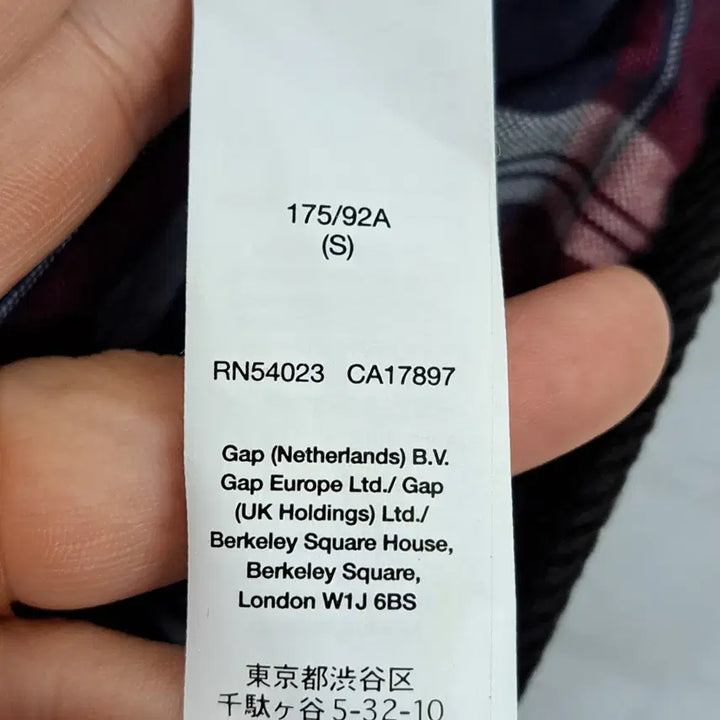 175/92A
(S)
RN54023 CA17897
Gap (Netherlands) B.V.
Gap Europe Ltd./ Gap
(UK Holdings) Ltd./
Berkeley Square House,
Berkeley Square,
London W1J 6BS
東京都渋谷区
千駄ヶ谷 5-32-10